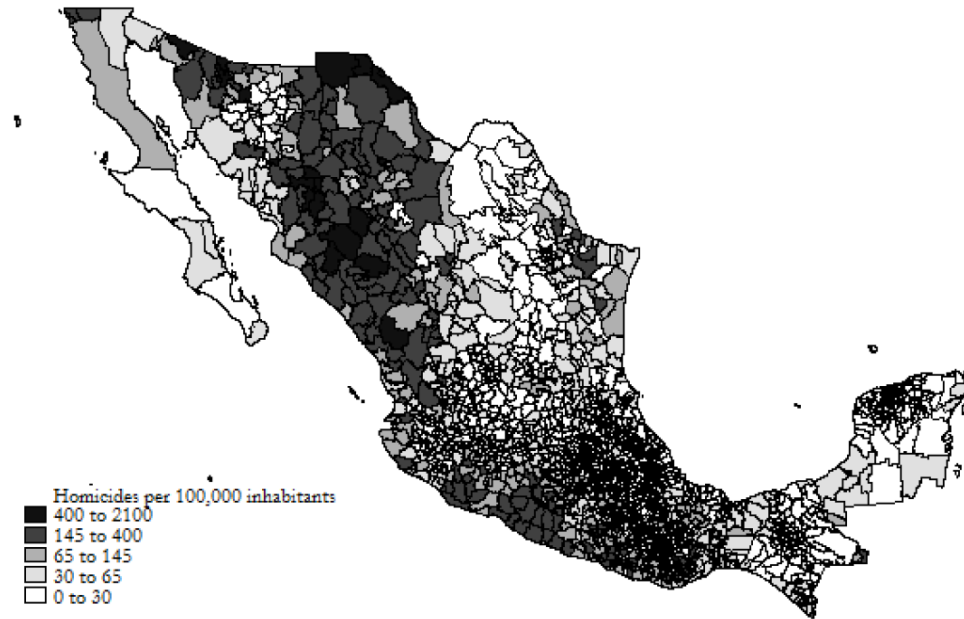 Homicides per 100,000 inhabitants
400 to 2100
145 to 400
65 to 145
30 to 65
0 to 30